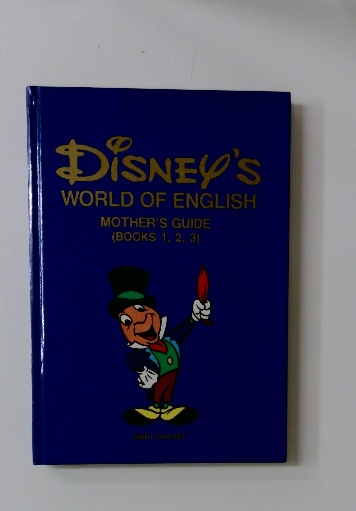 DISNEY'S
WORLD OF ENGLISH
MOTHER'S GUIDE
(BOOKS 1, 2, 3)
JIMINY CRICKET